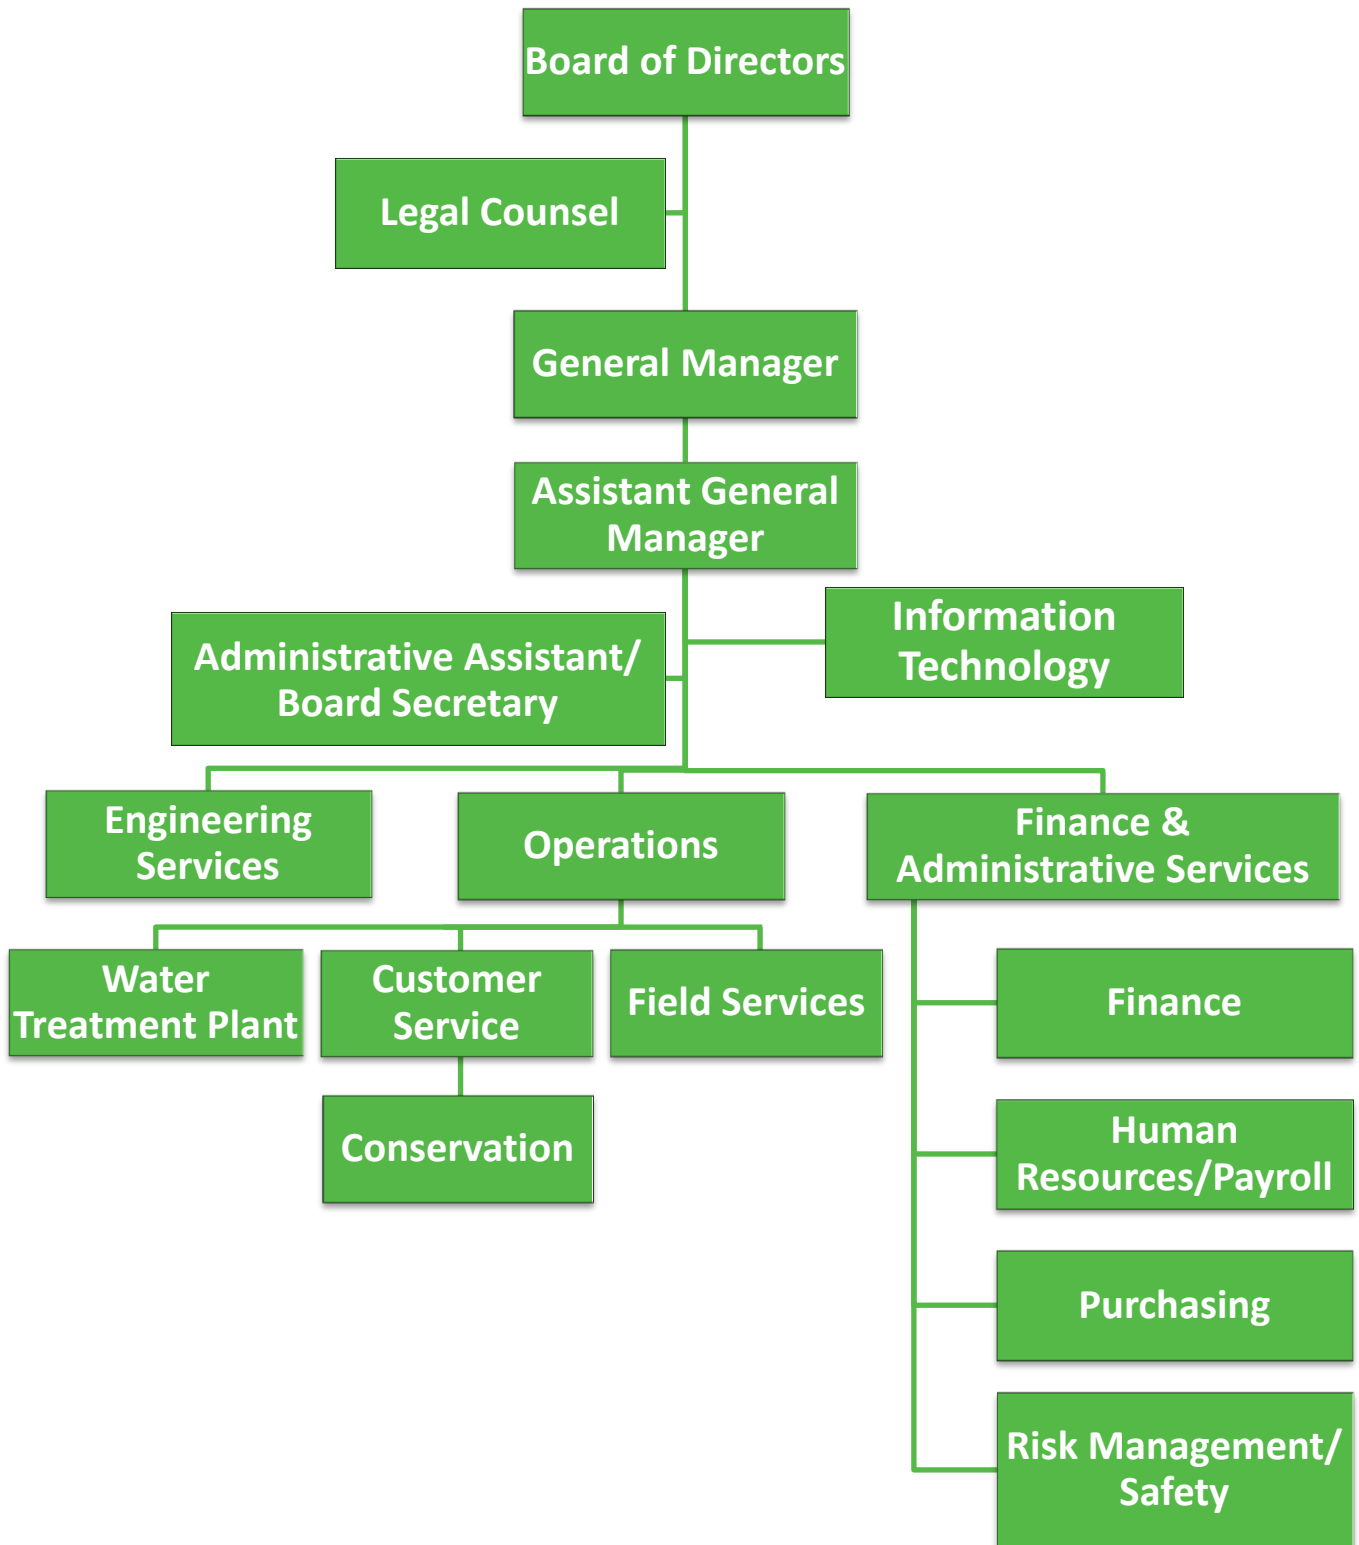 Board of Directors
Legal Counsel
General Manager
Assistant General
Manager
Information
Technology
Administrative Assistant/
Board Secretary
Engineering
Services
Operations
Finance &
Administrative Services
Water
Treatment Plant
Customer
Service
Field Services
Finance
Conservation
Human
Resources/Payroll
Purchasing
Risk Management/
Safety